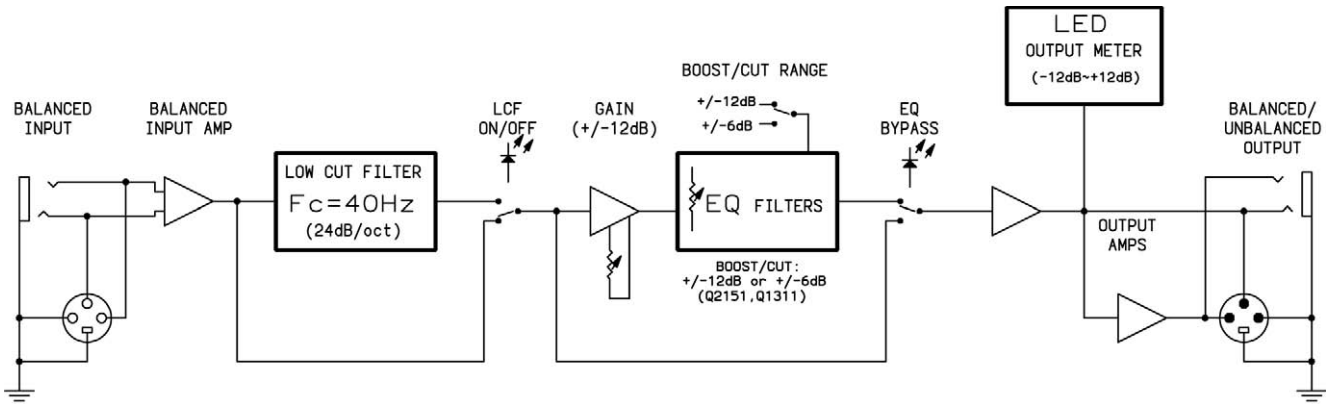 BALANCED
INPUT
BALANCED
INPUT AMP
LOW CUT FILTER
Fc=40Hz
(24dB/oct)
LCF
ON/OFF
GAIN
(+/-12dB)
BOOST/CUT RANGE
+/-12dB
+/-6dB
EQ FILTERS
BOOST/CUT:
+/-12dB or +/-6dB
(Q2151,Q1311)
EQ
BYPASS
LED
OUTPUT METER
(-12dB~+12dB)
OUTPUT
AMPS
BALANCED/
UNBALANCED
OUTPUT